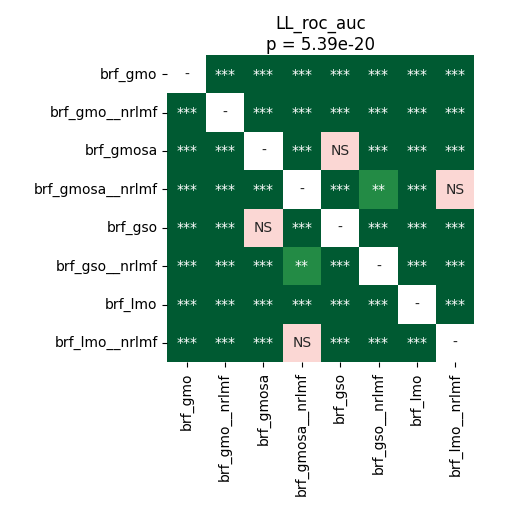 LL_roc_auc
p = 5.39e-20
brf_gmo - *** *** *** *** *** *** ***
brf_gmo__nrlmf *** - *** *** *** *** *** ***
brf_gmosa *** *** - *** NS *** *** ***
brf_gmosa__nrlmf *** *** *** - *** ** *** NS
brf_gso *** *** NS *** - *** *** ***
brf_gso__nrlmf *** *** *** ** *** - *** ***
brf_lmo *** *** *** *** *** *** - ***
brf_lmo__nrlmf *** *** *** NS *** *** *** -
brf_gmo
brf_gmo__nrlmf
brf_gmosa
brf_gmosa__nrlmf
brf_gso
brf_gso__nrlmf
brf_lmo
brf_lmo__nrlmf